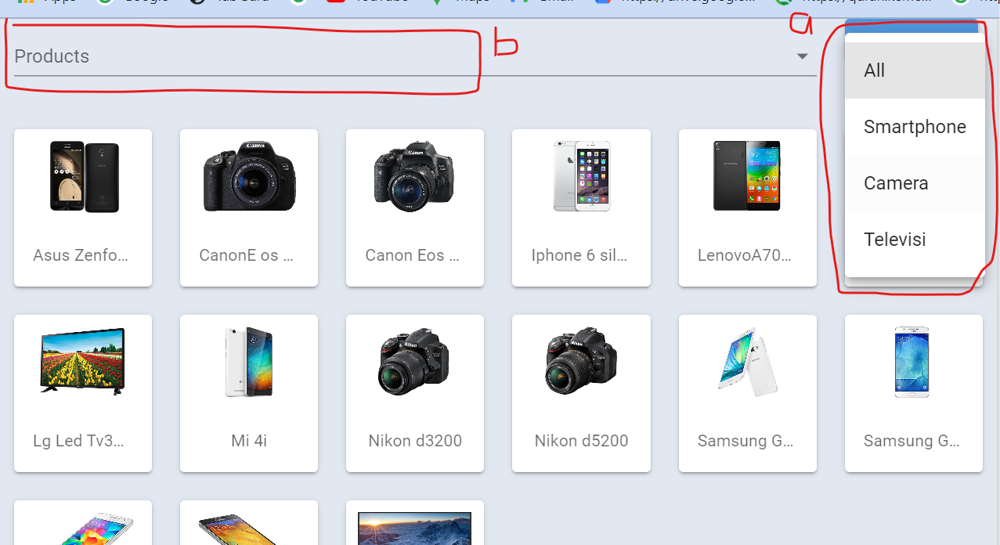 Products
b
a
All
Smartphone
Camera
Televisi
Asus Zenfo...
CanonE os ...
Canon Eos ...
Iphone 6 sil...
LenovoA70...
Lg Led Tv3...
Mi 4i
Nikon d3200
Nikon d5200
Samsung G...
Samsung G...